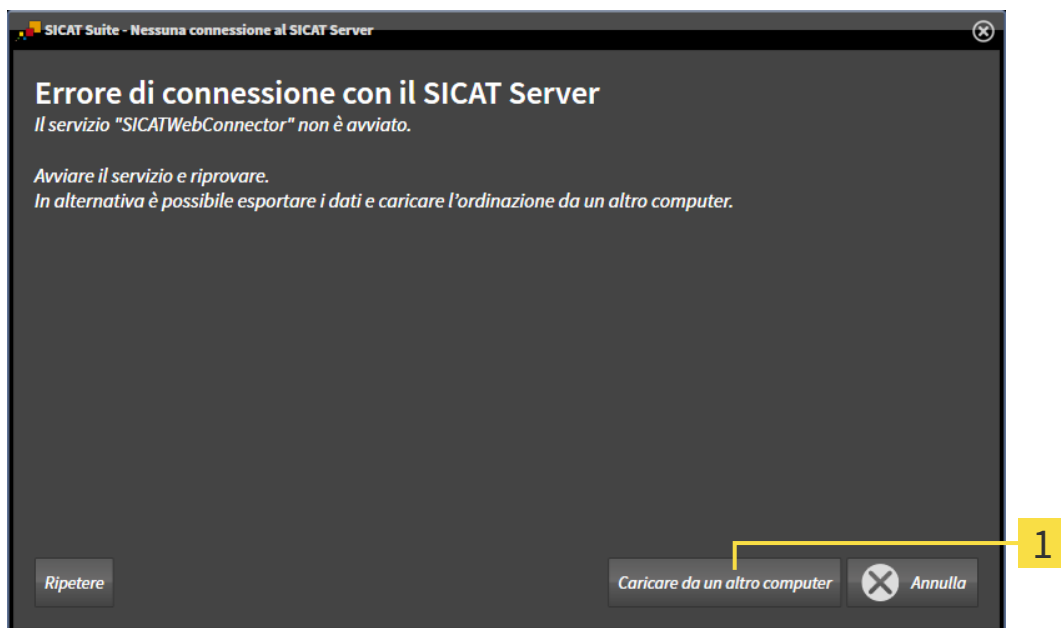 SICAT Suite - Nessuna connessione al SICAT Server
Errore di connessione con il SICAT Server
Il servizio "SICATWebConnector" non è avviato.
Avviare il servizio e riprovare.
In alternativa è possibile esportare i dati e caricare l'ordinazione da un altro computer.
1
Ripetere
Caricare da un altro computer
Annulla